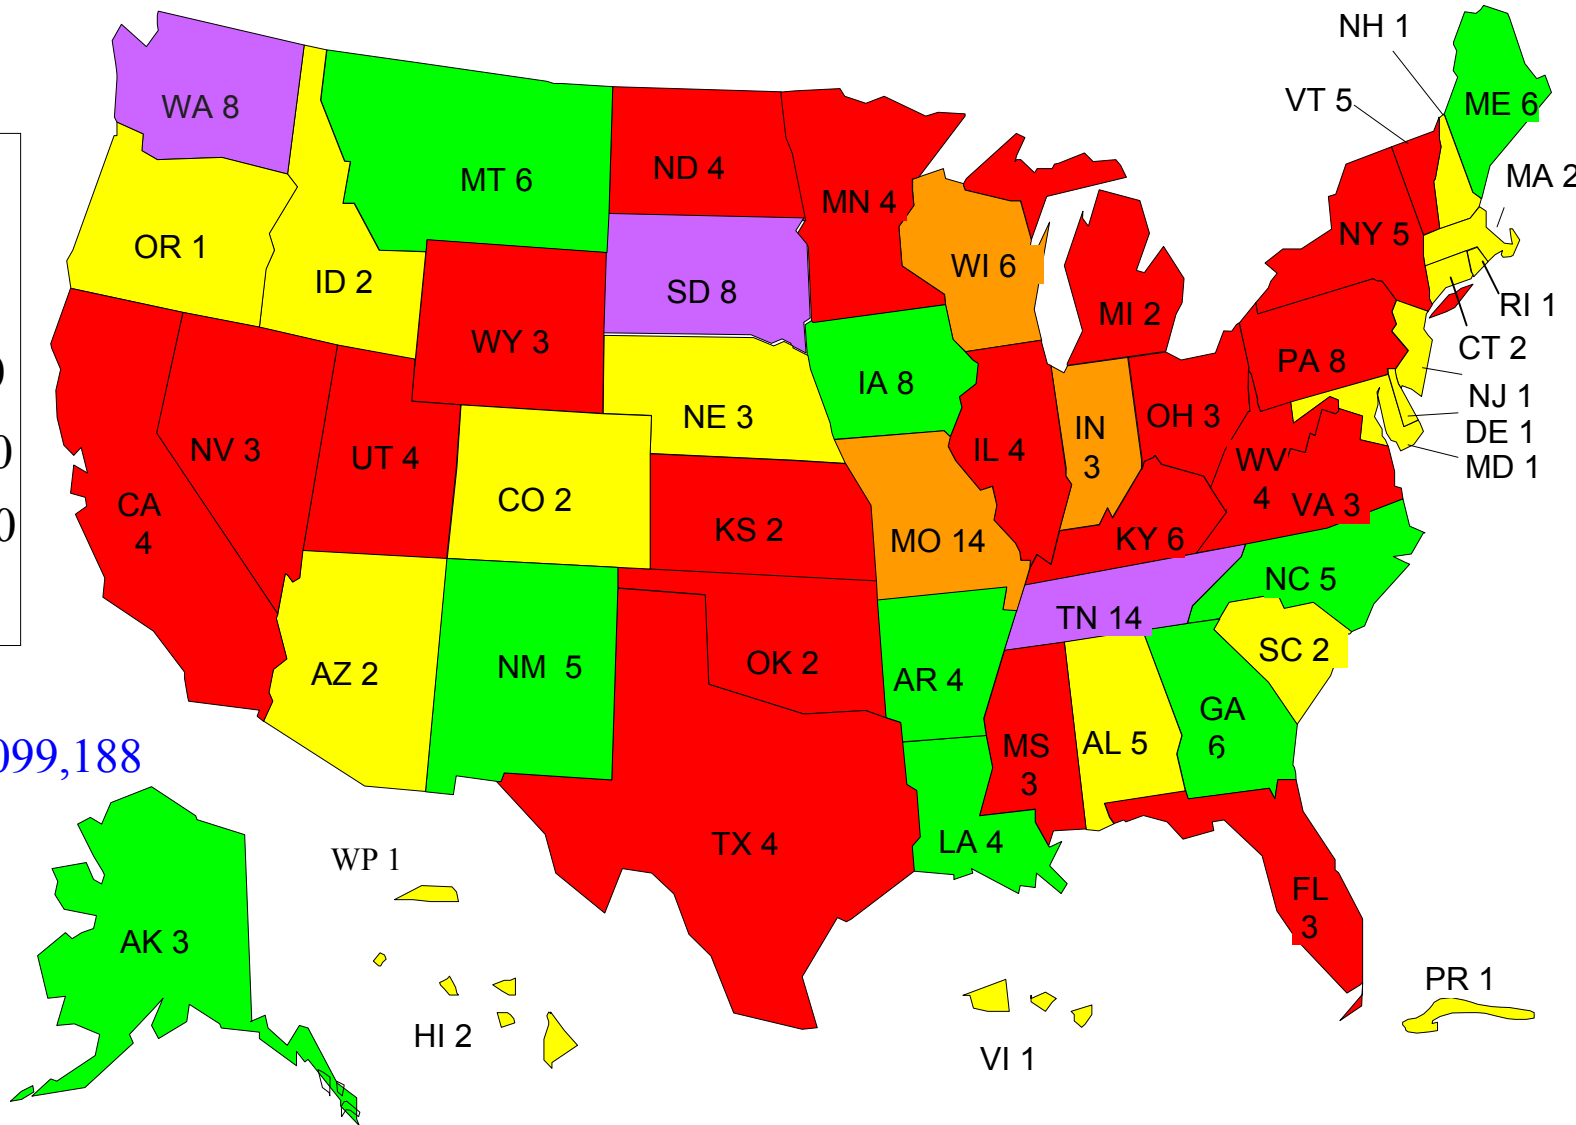 NH 1
VT 5
ME 6
WA 8
MA 2
ND 4
MT 6
MN 4
NY 5
OR 1
WI 6
ID 2
SD 8
RI 1
MI 2
WY 3
CT 2
PA 8
)
IA 8
NJ 1
NE 3
OH 3
IN
3
DE 1
NV 3
UT 4
IL 4
WV
4
MD 1
0
CO 2
CA
4
VA 3
KS 2
0
MO 14
KY 6
NC 5
TN 14
SC 2
AZ 2
NM 5
OK 2
AR 4
GA
6
099,188
MS
3
AL 5
TX 4
LA 4
WP 1
FL
3
AK 3
PR 1
HI 2
VI 1